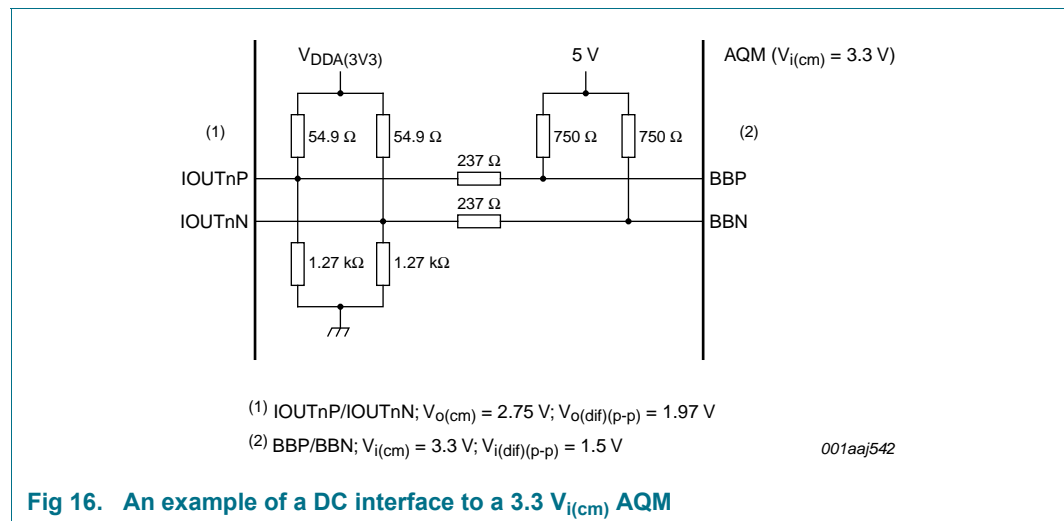 VDDA(3V3) 5 V AQM (Vi(cm) = 3.3 V)
(1) 54.9 Ω 54.9 Ω 750 Ω 750 Ω (2)
237 Ω
IOUTnP BBP
237 Ω
IOUTnN BBN
1.27 kΩ 1.27 kΩ
(1) IOUTnP/IOUTnN; Vo(cm) = 2.75 V; Vo(dif)(p-p) = 1.97 V
(2) BBP/BBN; Vi(cm) = 3.3 V; Vi(dif)(p-p) = 1.5 V 001aaj542
Fig 16. An example of a DC interface to a 3.3 Vi(cm) AQM